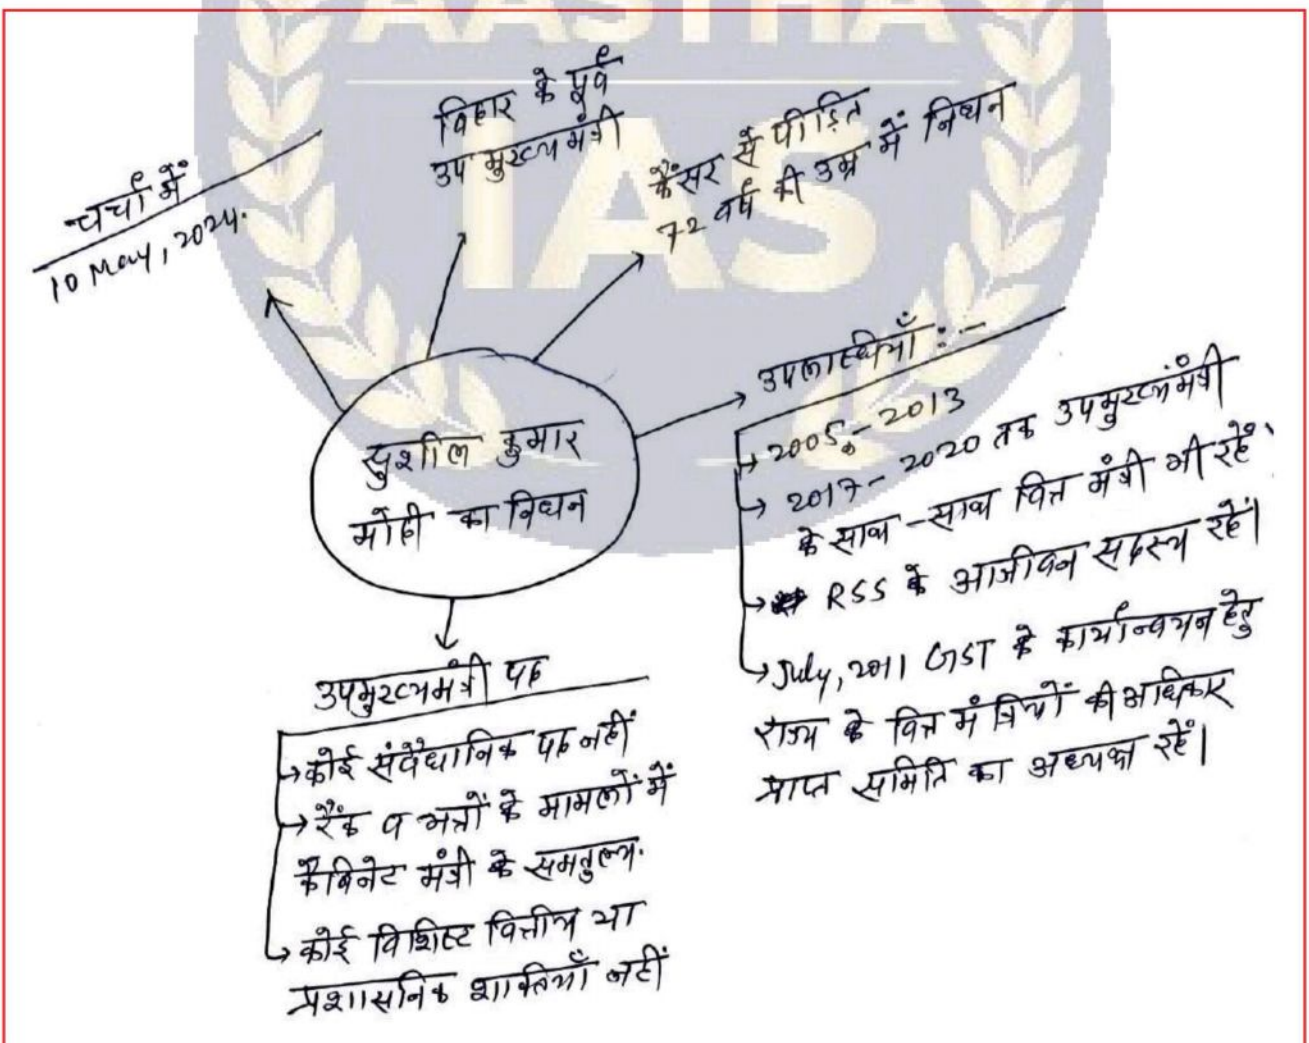 AASTHA
IAS
चर्चा में
10 May, 2024.
बिहार के पूर्व
उप मुख्यमंत्री
कैंसर से पीड़ित
72 वर्ष की उम्र में निधन
सुशील कुमार
मोदी का निधन
उपलब्धियाँ :-
→ 2005 - 2013
→ 2017 - 2020 तक उपमुख्यमंत्री
के साथ-साथ वित्त मंत्री भी रहें.
→ RSS के आजीवन सदस्य रहें।
→ July, 2011 GST के कार्यान्वयन हेतु
राज्य के वित्त मंत्रियों की अधिकार
प्राप्त समिति का अध्यक्ष रहें।
उपमुख्यमंत्री पद
→ कोई संवैधानिक पद नहीं
→ रैंक व भत्तों के मामलों में
कैबिनेट मंत्री के समतुल्य.
→ कोई विशिष्ट वित्तीय या
प्रशासनिक शक्तियाँ नहीं